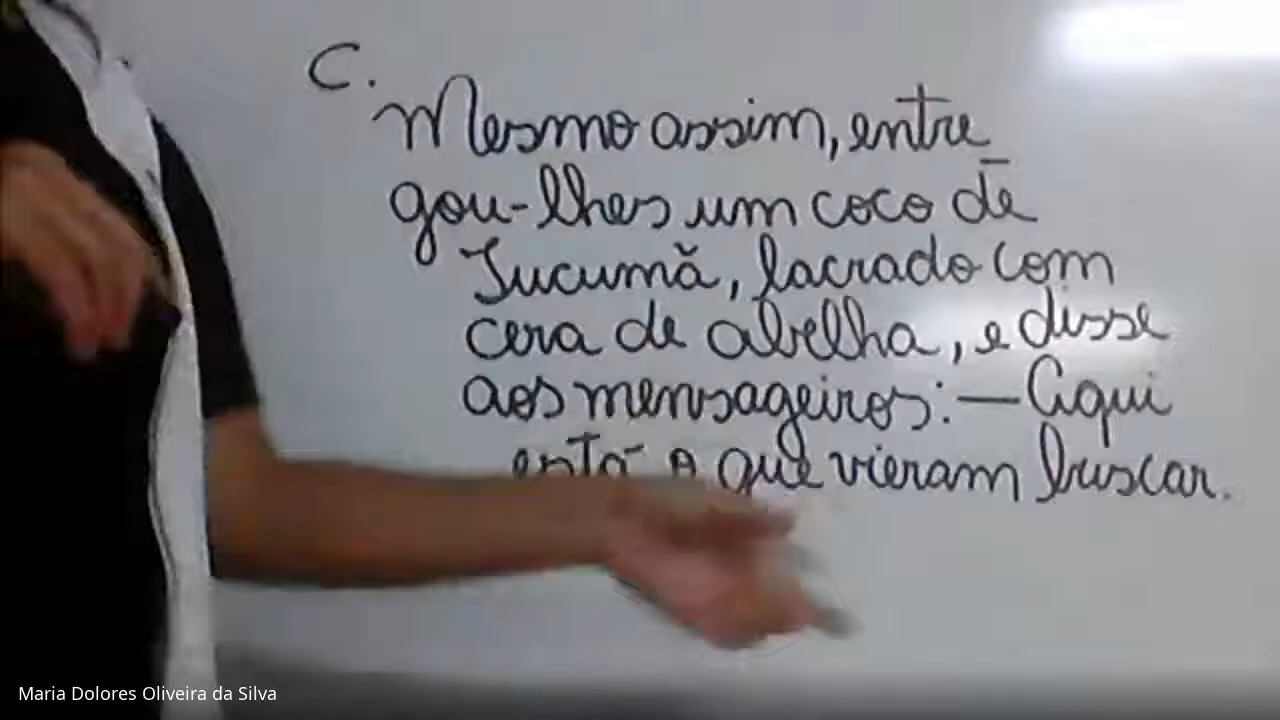 C.
Mesmo assim, entre
gou-lhes um coco de
Tucumã, lacrado com
cera de abelha, e disse
aos mensageiros: — Aqui
está o que vieram buscar.
Maria Dolores Oliveira da Silva